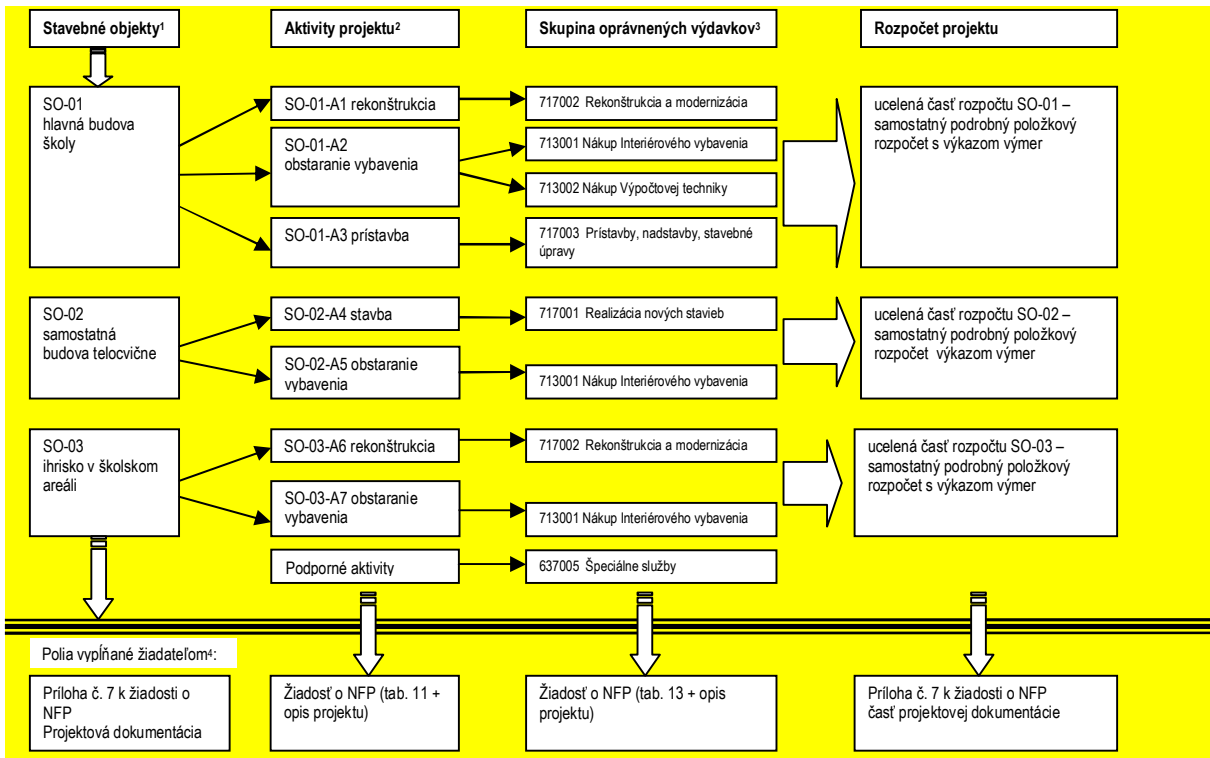 Stavebné objekty¹
Aktivity projektu²
Skupina oprávnených výdavkov³
Rozpočet projektu
SO-01
hlavná budova
školy
SO-01-A1 rekonštrukcia
717002 Rekonštrukcia a modernizácia
SO-01-A2
obstaranie vybavenia
713001 Nákup Interiérového vybavenia
713002 Nákup Výpočtovej techniky
SO-01-A3 prístavba
717003 Prístavby, nadstavby, stavebné
úpravy
ucelená časť rozpočtu SO-01 –
samostatný podrobný položkový
rozpočet s výkazom výmer
SO-02
samostatná
budova telocvične
SO-02-A4 stavba
717001 Realizácia nových stavieb
SO-02-A5 obstaranie
vybavenia
713001 Nákup Interiérového vybavenia
ucelená časť rozpočtu SO-02 –
samostatný podrobný položkový
rozpočet výkazom výmer
SO-03
ihrisko v školskom
areáli
SO-03-A6 rekonštrukcia
717002 Rekonštrukcia a modernizácia
SO-03-A7 obstaranie
vybavenia
713001 Nákup Interiérového vybavenia
ucelená časť rozpočtu SO-03 –
samostatný podrobný položkový
rozpočet s výkazom výmer
Podporné aktivity
637005 Špeciálne služby
Polia vypĺňané žiadateľom⁴:
Príloha č. 7 k žiadosti o
NFP
Projektová dokumentácia
Žiadosť o NFP (tab. 11 +
opis projektu)
Žiadosť o NFP (tab. 13 + opis
projektu)
Príloha č. 7 k žiadosti o NFP
časť projektovej dokumentácie